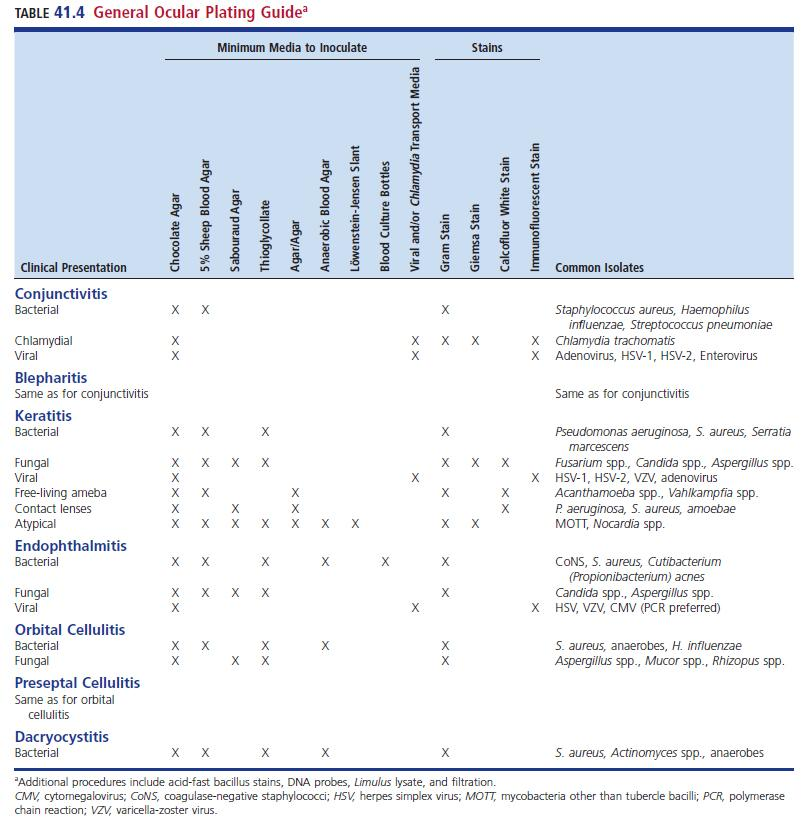 TABLE 41.4 General Ocular Plating Guideᵃ
Minimum Media to Inoculate Stains
Clinical Presentation Chocolate Agar 5% Sheep Blood Agar Sabouraud Agar Thioglycollate Agar/Agar Anaerobic Blood Agar Löwenstein-Jensen Slant Blood Culture Bottles Viral and/or Chlamydia Transport Media Gram Stain Giemsa Stain Calcofluor White Stain Immunofluorescent Stain Common Isolates
Conjunctivitis
Bacterial X X X Staphylococcus aureus, Haemophilus
influenzae, Streptococcus pneumoniae
Chlamydial X X X X X Chlamydia trachomatis
Viral X X X Adenovirus, HSV-1, HSV-2, Enterovirus
Blepharitis
Same as for conjunctivitis Same as for conjunctivitis
Keratitis
Bacterial X X X X Pseudomonas aeruginosa, S. aureus, Serratia
marcescens
Fungal X X X X X X X Fusarium spp., Candida spp., Aspergillus spp.
Viral X X X HSV-1, HSV-2, VZV, adenovirus
Free-living ameba X X X X X Acanthamoeba spp., Vahlkampfia spp.
Contact lenses X X X X P. aeruginosa, S. aureus, amoebae
Atypical X X X X X X X X X MOTT, Nocardia spp.
Endophthalmitis
Bacterial X X X X X X CoNS, S. aureus, Cutibacterium
(Propionibacterium) acnes
Fungal X X X X X Candida spp., Aspergillus spp.
Viral X X X HSV, VZV, CMV (PCR preferred)
Orbital Cellulitis
Bacterial X X X X X S. aureus, anaerobes, H. influenzae
Fungal X X X X Aspergillus spp., Mucor spp., Rhizopus spp.
Preseptal Cellulitis
Same as for orbital
cellulitis
Dacryocystitis
Bacterial X X X X X S. aureus, Actinomyces spp., anaerobes
ᵃAdditional procedures include acid-fast bacillus stains, DNA probes, Limulus lysate, and filtration.
CMV, cytomegalovirus; CoNS, coagulase-negative staphylococci; HSV, herpes simplex virus; MOTT, mycobacteria other than tubercle bacilli; PCR, polymerase
chain reaction; VZV, varicella-zoster virus.